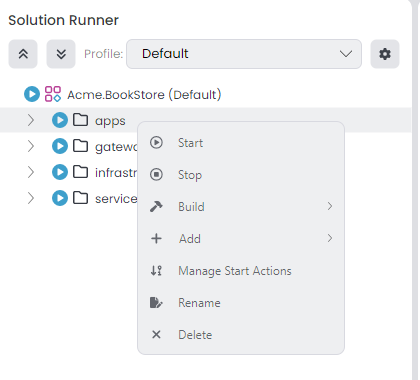 Solution Runner
Profile: Default
Acme.BookStore (Default)
apps
gatew
infrastr
service
Start
Stop
Build
Add
Manage Start Actions
Rename
Delete